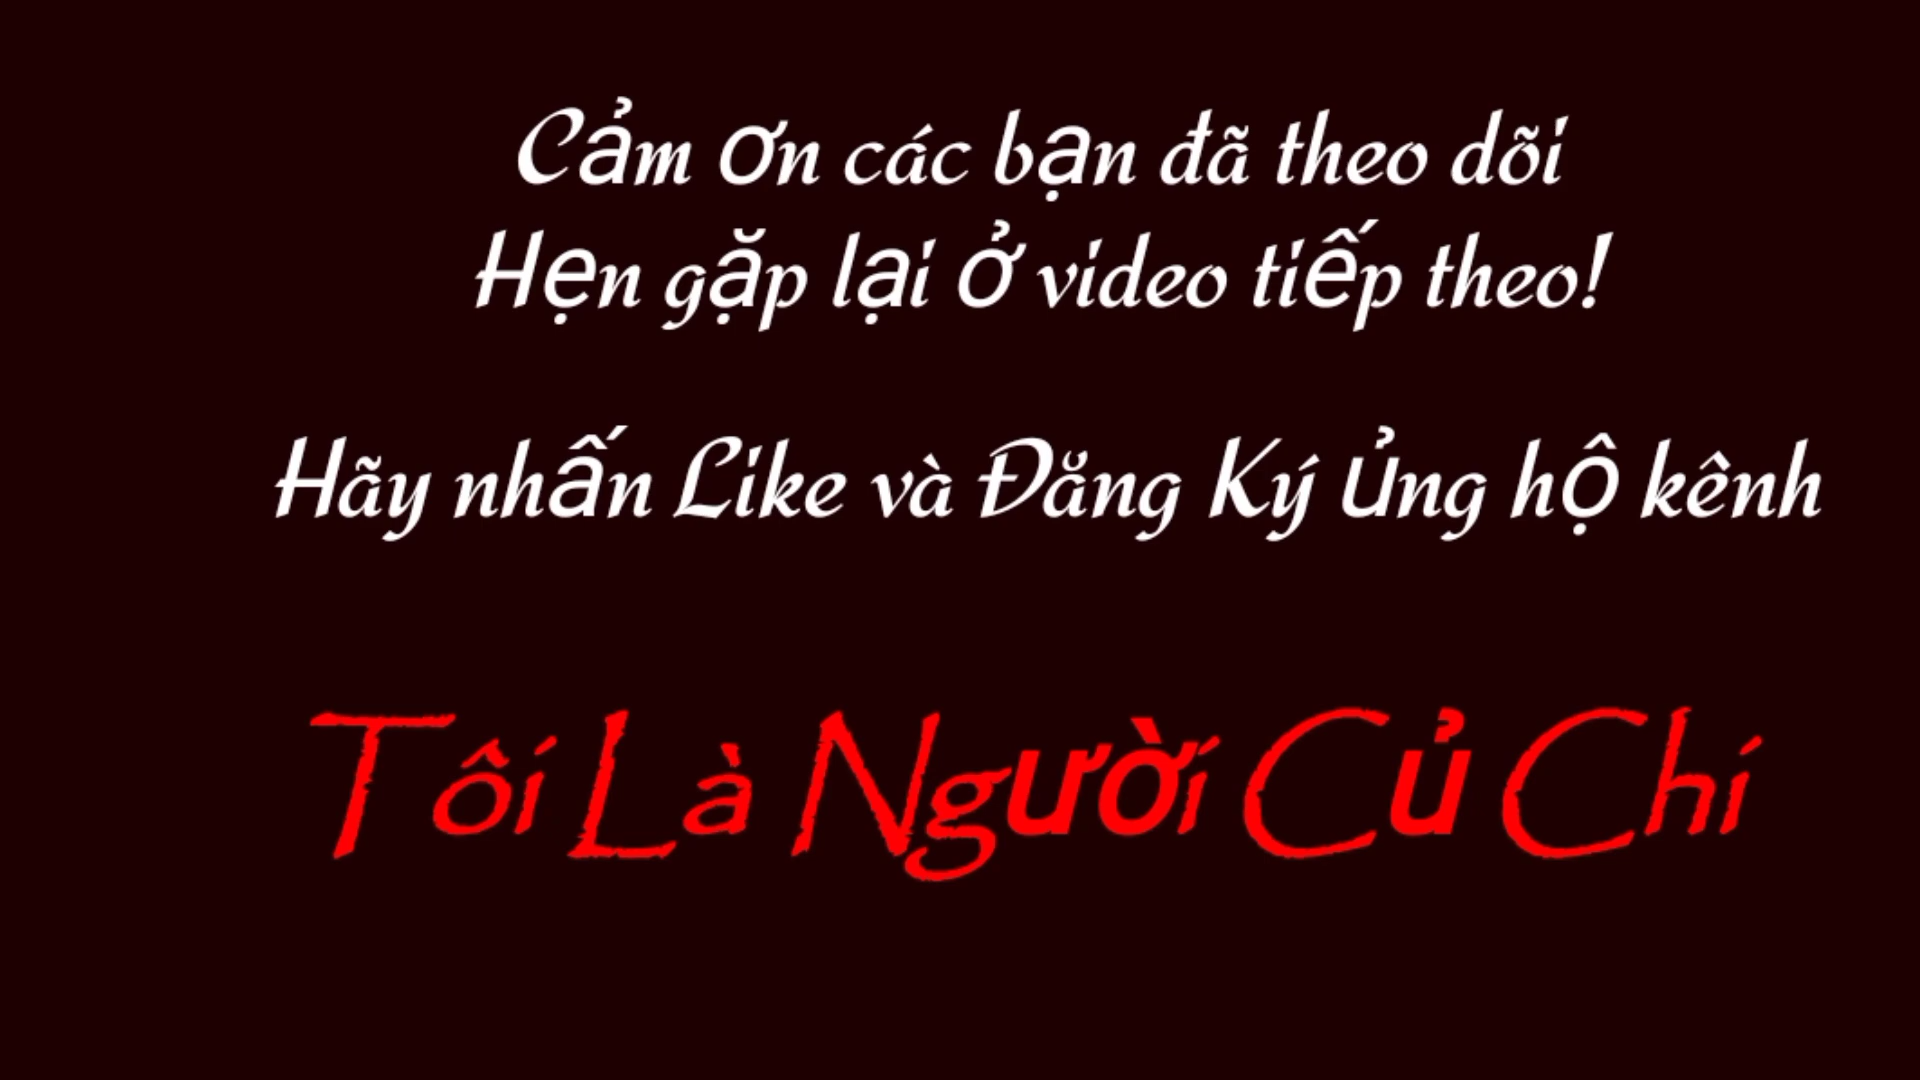 Cảm ơn các bạn đã theo dõi
Hẹn gặp lại ở video tiếp theo!
Hãy nhấn Like và Đăng Ký ủng hộ kênh
Tôi Là Người Củ Chi